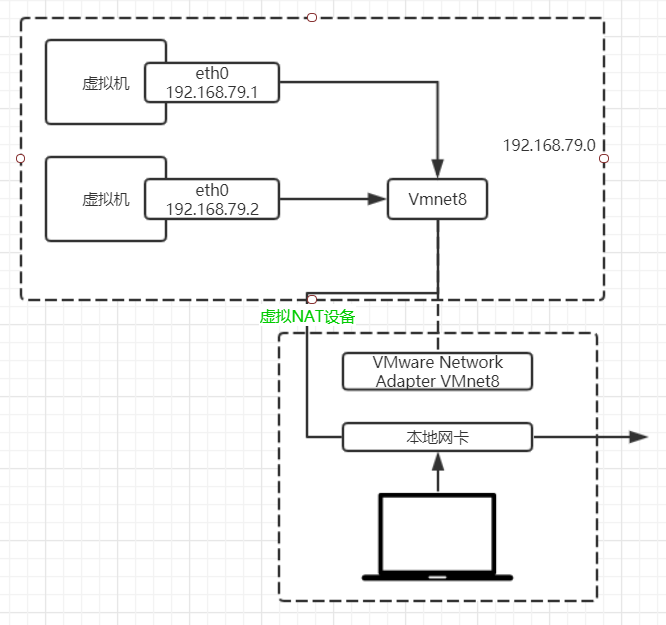 虚拟机
eth0
192.168.79.1
192.168.79.0
虚拟机
eth0
192.168.79.2
Vmnet8
虚拟NAT设备
VMware Network
Adapter VMnet8
本地网卡